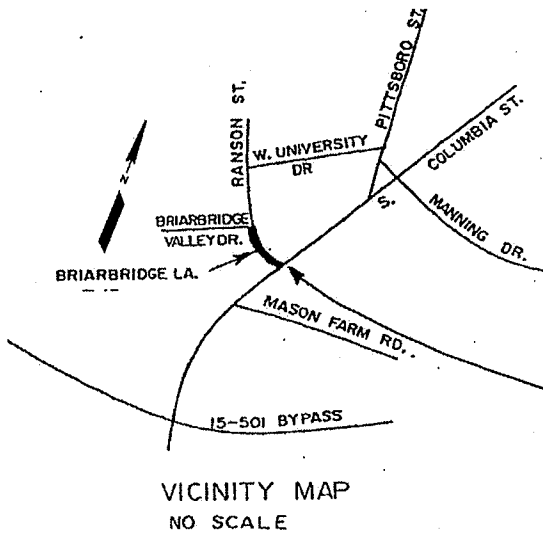 PITTSBORO ST.
RANSON ST.
COLUMBIA ST.
S.
W. UNIVERSITY
DR
N
BRIARBRIDGE
VALLEY DR.
MANNING DR.
BRIARBRIDGE LA.
MASON FARM RD.
15-501 BYPASS
VICINITY MAP
NO SCALE